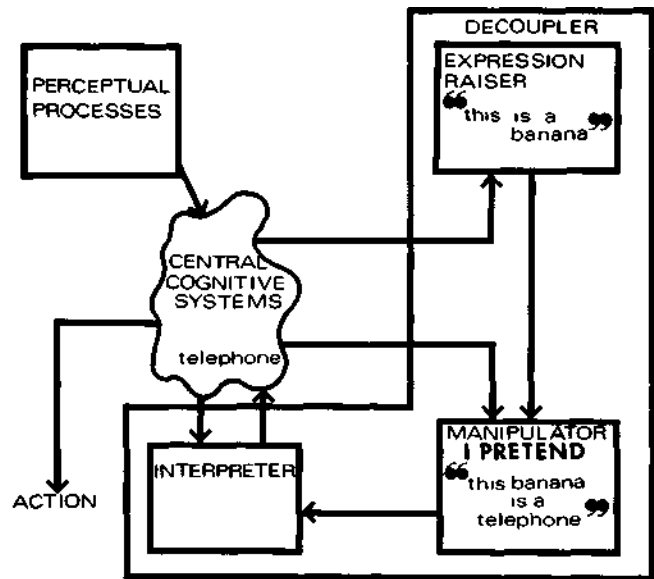 DECOUPLER
PERCEPTUAL
PROCESSES
EXPRESSION
RAISER
“this is a
banana”
CENTRAL
COGNITIVE
SYSTEMS
telephone
MANIPULATOR
I PRETEND
“this banana
is a
telephone”
INTERPRETER
ACTION